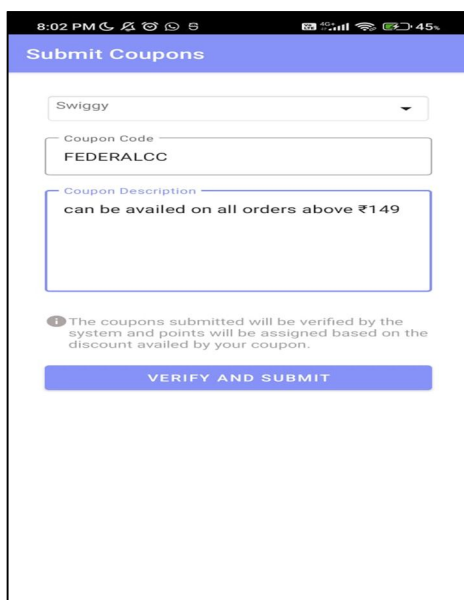 8:02 PM
4G+
45%
Submit Coupons
Swiggy
Coupon Code
FEDERALCC
Coupon Description
can be availed on all orders above ₹149
The coupons submitted will be verified by the
system and points will be assigned based on the
discount availed by your coupon.
VERIFY AND SUBMIT